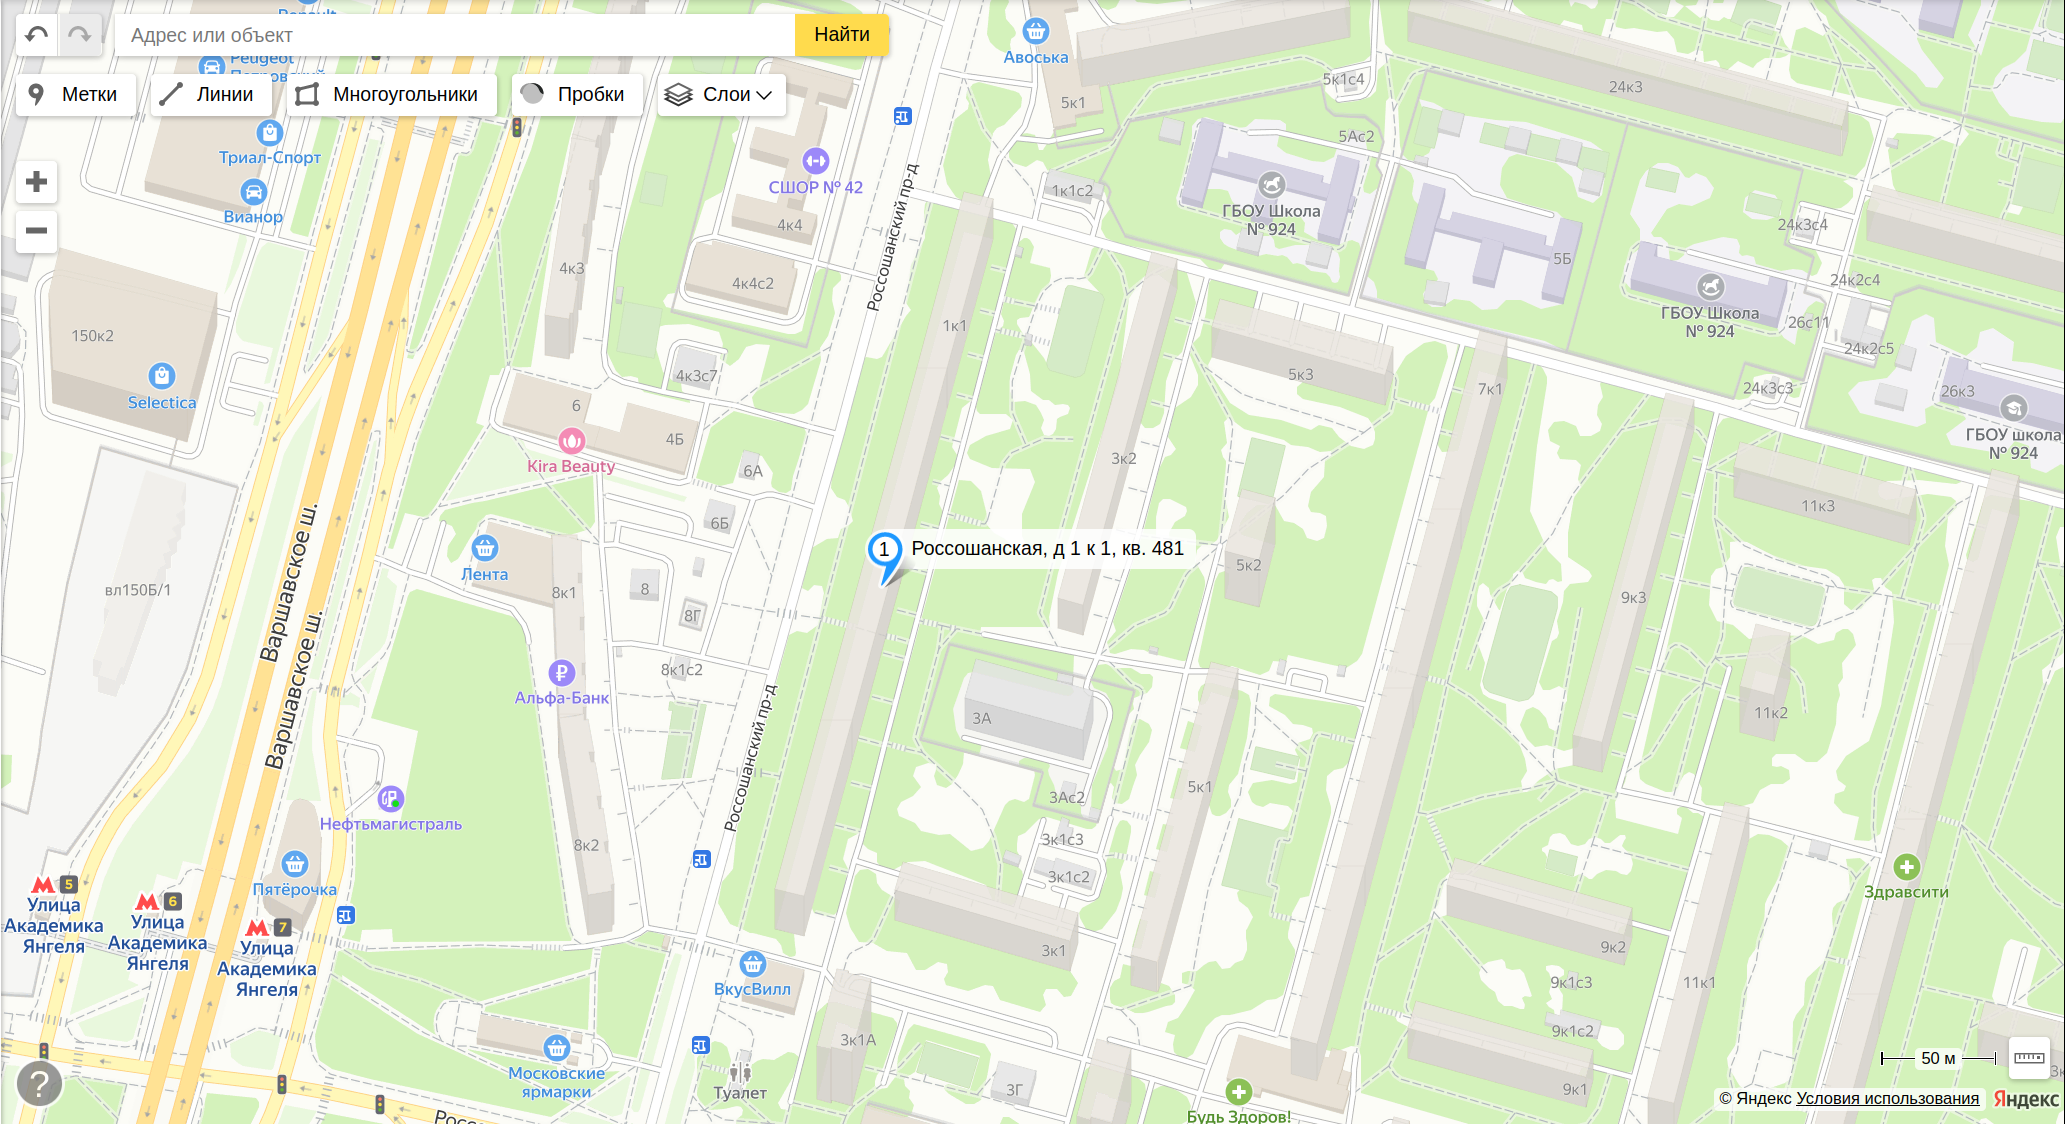 Адрес или объект
Найти
Метки
Линии
Многоугольники
Пробки
Слои
Peugeot
Авоська
5к1
5к1с4
24к3
5Ас2
Триал-Спорт
Вианор
СШОР № 42
4к4
4к4с2
4к3
Россошанский пр-д
1к1с2
ГБОУ Школа
№ 924
5Б
24к3с4
24к2с4
ГБОУ Школа
№ 924
26с11
24к2с5
24к3с3
26к3
ГБОУ школа
№ 924
150к2
Selectica
1к1
4к3с7
5к3
7к1
6
4Б
Kira Beauty
6А
6Б
3к2
11к3
1
Россошанская, д 1 к 1, кв. 481
Лента
8к1
8
8Г
5к2
9к3
вл150Б/1
Варшавское ш.
Варшавское ш.
8к1с2
Альфа-Банк
Россошанский пр-д
3А
11к2
5к1
3Ас2
Нефтьмагистраль
8к2
3к1с3
3к1с2
Пятёрочка
Здравсити
5
Улица
Академика
Янгеля
6
Улица
Академика
Янгеля
7
Улица
Академика
Янгеля
3к1
9к2
ВкусВилл
9к1с3
11к1
9к1с2
3к1А
Московские
ярмарки
Туалет
3Г
9к1
Будь Здоров!
50 м
?
© Яндекс Условия использования
Яндекс